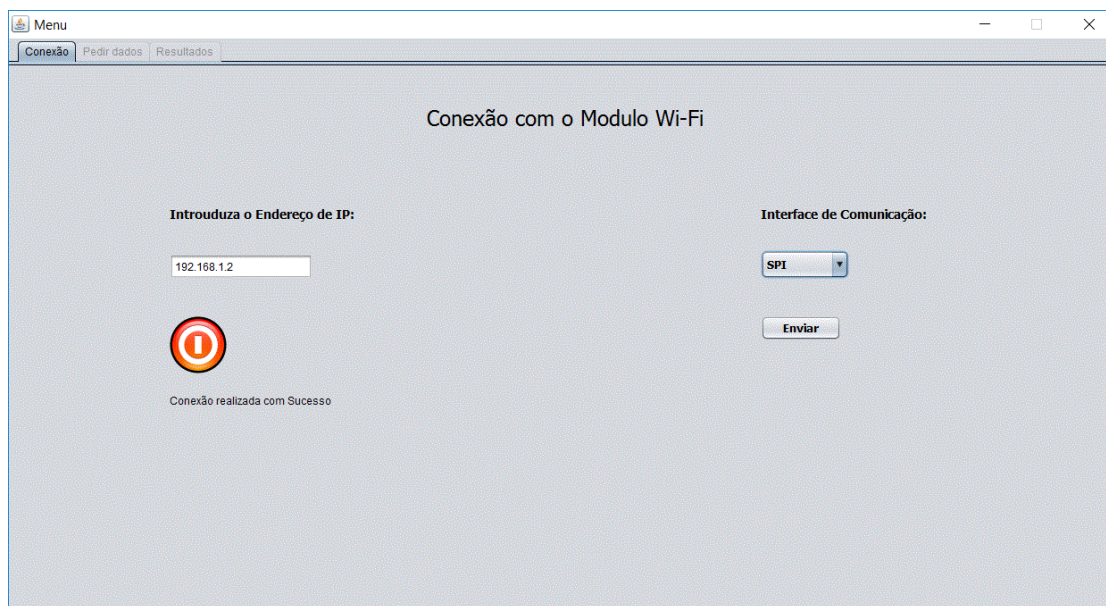 Menu
Conexão Pedir dados Resultados
Conexão com o Modulo Wi-Fi
Introuduza o Endereço de IP:
Interface de Comunicação:
192.168.1.2
SPI
Enviar
Conexão realizada com Sucesso